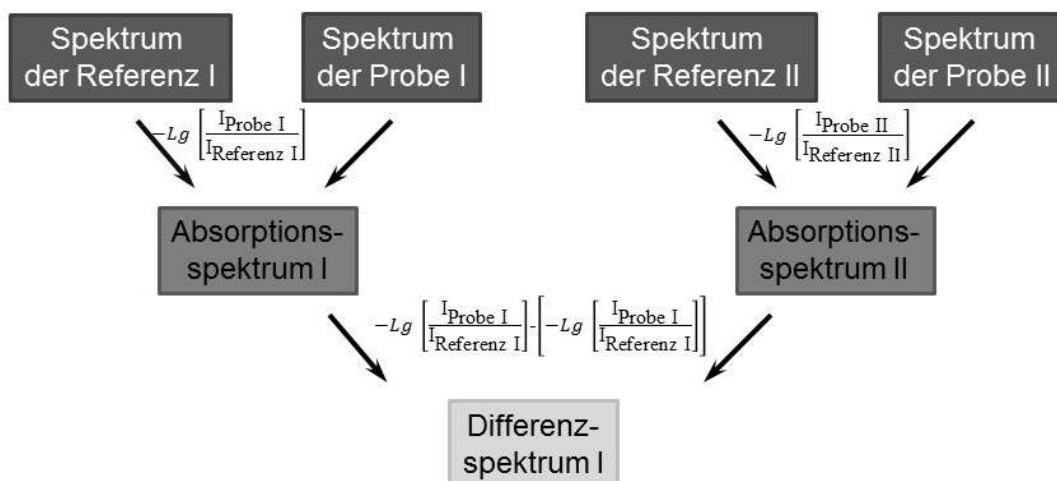 Spektrum
der Referenz I
Spektrum
der Probe I
Spektrum
der Referenz II
Spektrum
der Probe II
-Lg [I_Probe I / I_Referenz I]
-Lg [I_Probe II / I_Referenz II]
Absorptions-
spektrum I
Absorptions-
spektrum II
-Lg [I_Probe I / I_Referenz I] - [-Lg [I_Probe I / I_Referenz I]]
Differenz-
spektrum I